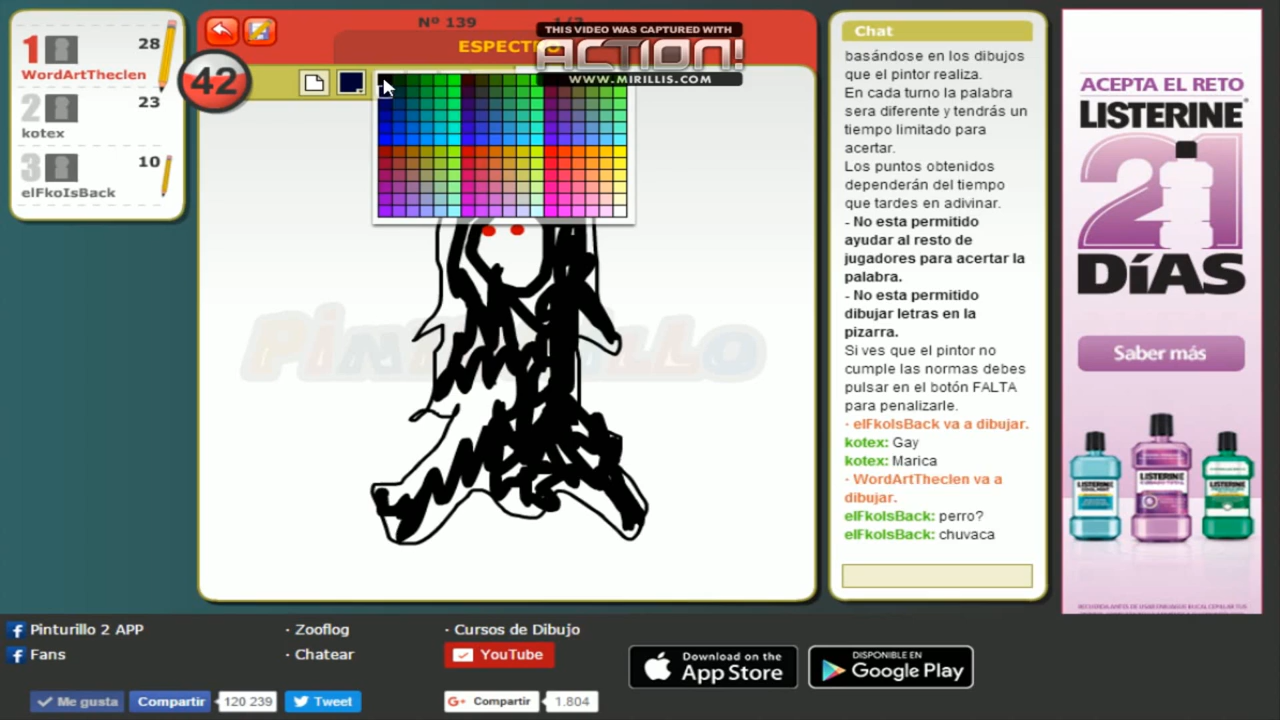 1
28
WordArtTheclen
2
23
kotex
3
10
elFkoIsBack
42
Nº 139
THIS VIDEO WAS CAPTURED WITH
ACTION!
WWW.MIRILLIS.COM
Pinturillo
Chat
basándose en los dibujos
que el pintor realiza.
En cada turno la palabra
sera diferente y tendrás un
tiempo limitado para
acertar.
Los puntos obtenidos
dependerán del tiempo
que tardes en adivinar.
- No esta permitido
ayudar al resto de
jugadores para acertar la
palabra.
- No esta permitido
dibujar letras en la
pizarra.
Si ves que el pintor no
cumple las normas debes
pulsar en el botón FALTA
para penalizarle.
· elFkoIsBack va a dibujar.
kotex: Gay
kotex: Marica
· WordArtTheclen va a
dibujar.
elFkoIsBack: perro?
elFkoIsBack: chuvaca
ACEPTA EL RETO
LISTERINE
21
DíAS
Saber más
LISTERINE
LISTERINE
LISTERINE
Pinturillo 2 APP
Fans
· Zooflog
· Chatear
· Cursos de Dibujo
YouTube
Download on the
App Store
DISPONIBLE EN
Google Play
Me gusta
Compartir
120 239
Tweet
G+ Compartir
1.804